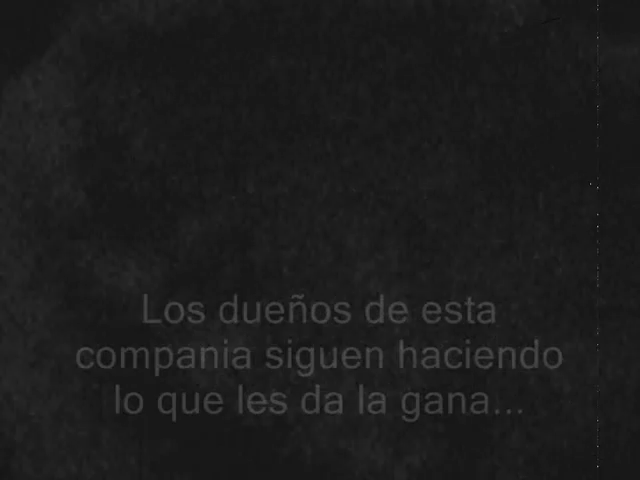 Los dueños de esta
compania siguen haciendo
lo que les da la gana...